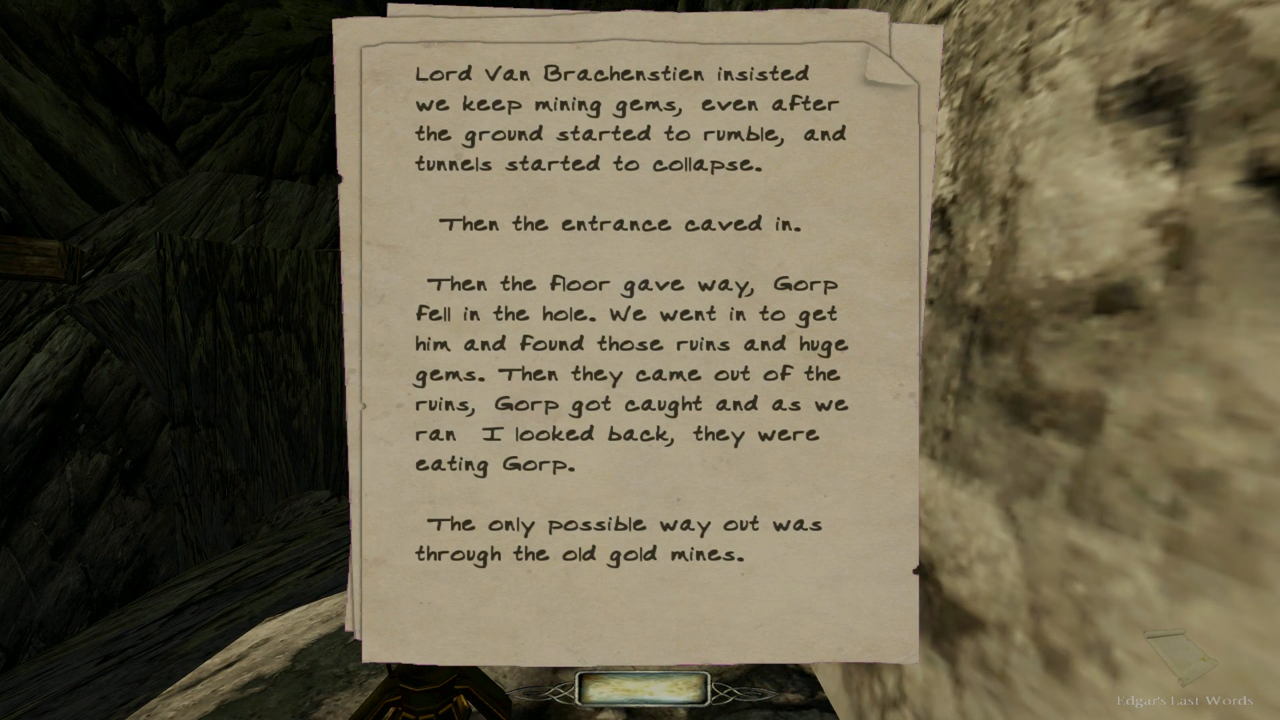 Lord Van Brachenstien insisted
we keep mining gems, even after
the ground started to rumble, and
tunnels started to collapse.
Then the entrance caved in.
Then the floor gave way, Gorp
fell in the hole. We went in to get
him and found those ruins and huge
gems. Then they came out of the
ruins, Gorp got caught and as we
ran I looked back, they were
eating Gorp.
The only possible way out was
through the old gold mines.
Edgar's Last Words